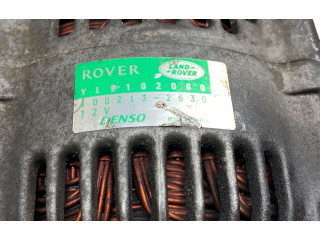 ROVER
LAND-
ROVER
YLE102080
100213-2630
12V
DENSO